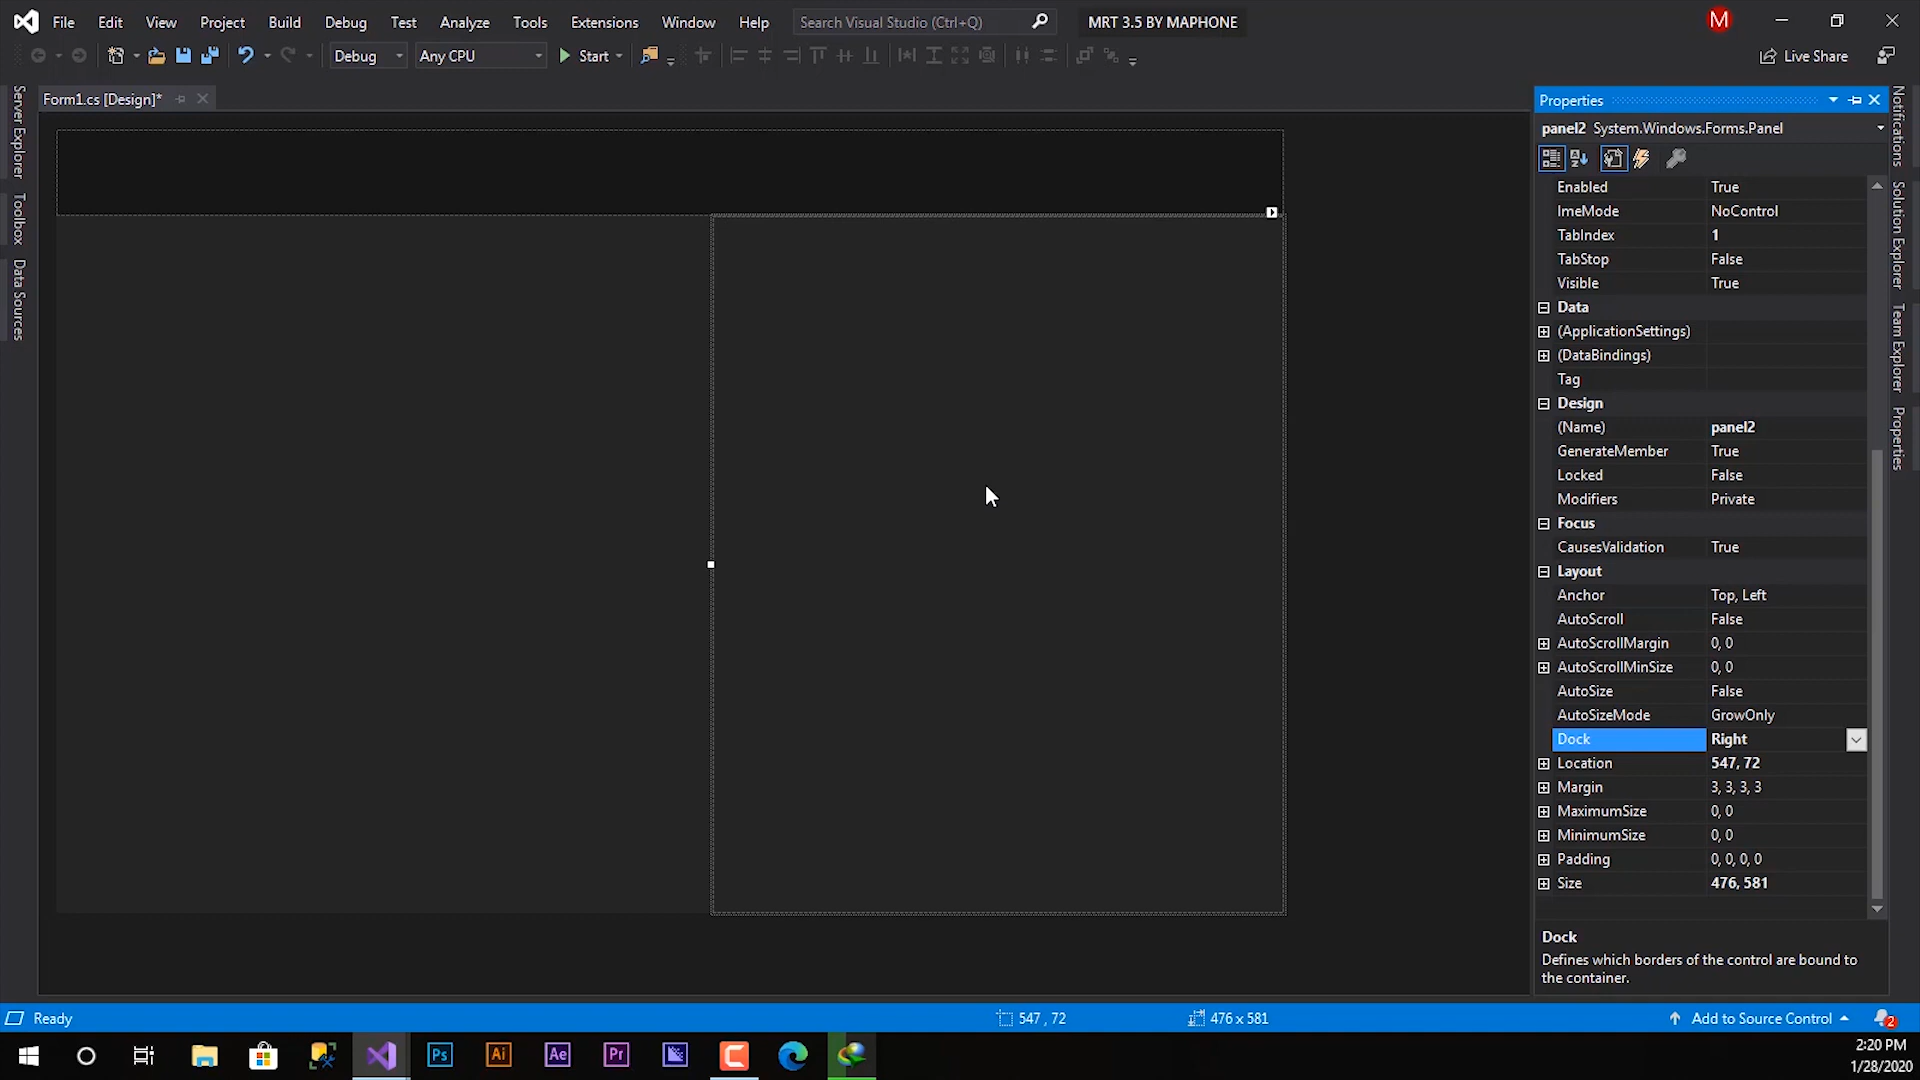 File Edit View Project Build Debug Test Analyze Tools Extensions Window Help Search Visual Studio (Ctrl+Q) MRT 3.5 BY MAPHONE M
Debug Any CPU Start Live Share
Form1.cs [Design]*
Server Explorer
Toolbox
Data Sources
Properties
panel2 System.Windows.Forms.Panel
Enabled True
ImeMode NoControl
TabIndex 1
TabStop False
Visible True
Data
(ApplicationSettings)
(DataBindings)
Tag
Design
(Name) panel2
GenerateMember True
Locked False
Modifiers Private
Focus
CausesValidation True
Layout
Anchor Top, Left
AutoScroll False
AutoScrollMargin 0, 0
AutoScrollMinSize 0, 0
AutoSize False
AutoSizeMode GrowOnly
Dock Right
Location 547, 72
Margin 3, 3, 3, 3
MaximumSize 0, 0
MinimumSize 0, 0
Padding 0, 0, 0, 0
Size 476, 581
Dock
Defines which borders of the control are bound to
the container.
Notifications
Solution Explorer
Team Explorer
Properties
Ready 547 , 72 476 x 581 Add to Source Control 2
Ps Ai Ae Pr
2:20 PM
1/28/2020